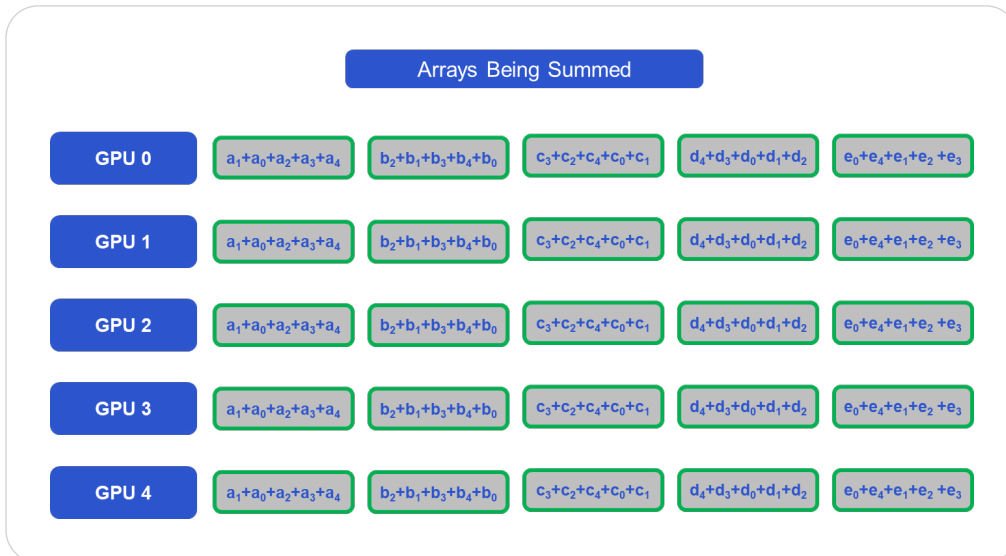 Arrays Being Summed
GPU 0 a₁+a₀+a₂+a₃+a₄ b₂+b₁+b₃+b₄+b₀ c₃+c₂+c₄+c₀+c₁ d₄+d₃+d₀+d₁+d₂ e₀+e₄+e₁+e₂ +e₃
GPU 1 a₁+a₀+a₂+a₃+a₄ b₂+b₁+b₃+b₄+b₀ c₃+c₂+c₄+c₀+c₁ d₄+d₃+d₀+d₁+d₂ e₀+e₄+e₁+e₂ +e₃
GPU 2 a₁+a₀+a₂+a₃+a₄ b₂+b₁+b₃+b₄+b₀ c₃+c₂+c₄+c₀+c₁ d₄+d₃+d₀+d₁+d₂ e₀+e₄+e₁+e₂ +e₃
GPU 3 a₁+a₀+a₂+a₃+a₄ b₂+b₁+b₃+b₄+b₀ c₃+c₂+c₄+c₀+c₁ d₄+d₃+d₀+d₁+d₂ e₀+e₄+e₁+e₂ +e₃
GPU 4 a₁+a₀+a₂+a₃+a₄ b₂+b₁+b₃+b₄+b₀ c₃+c₂+c₄+c₀+c₁ d₄+d₃+d₀+d₁+d₂ e₀+e₄+e₁+e₂ +e₃